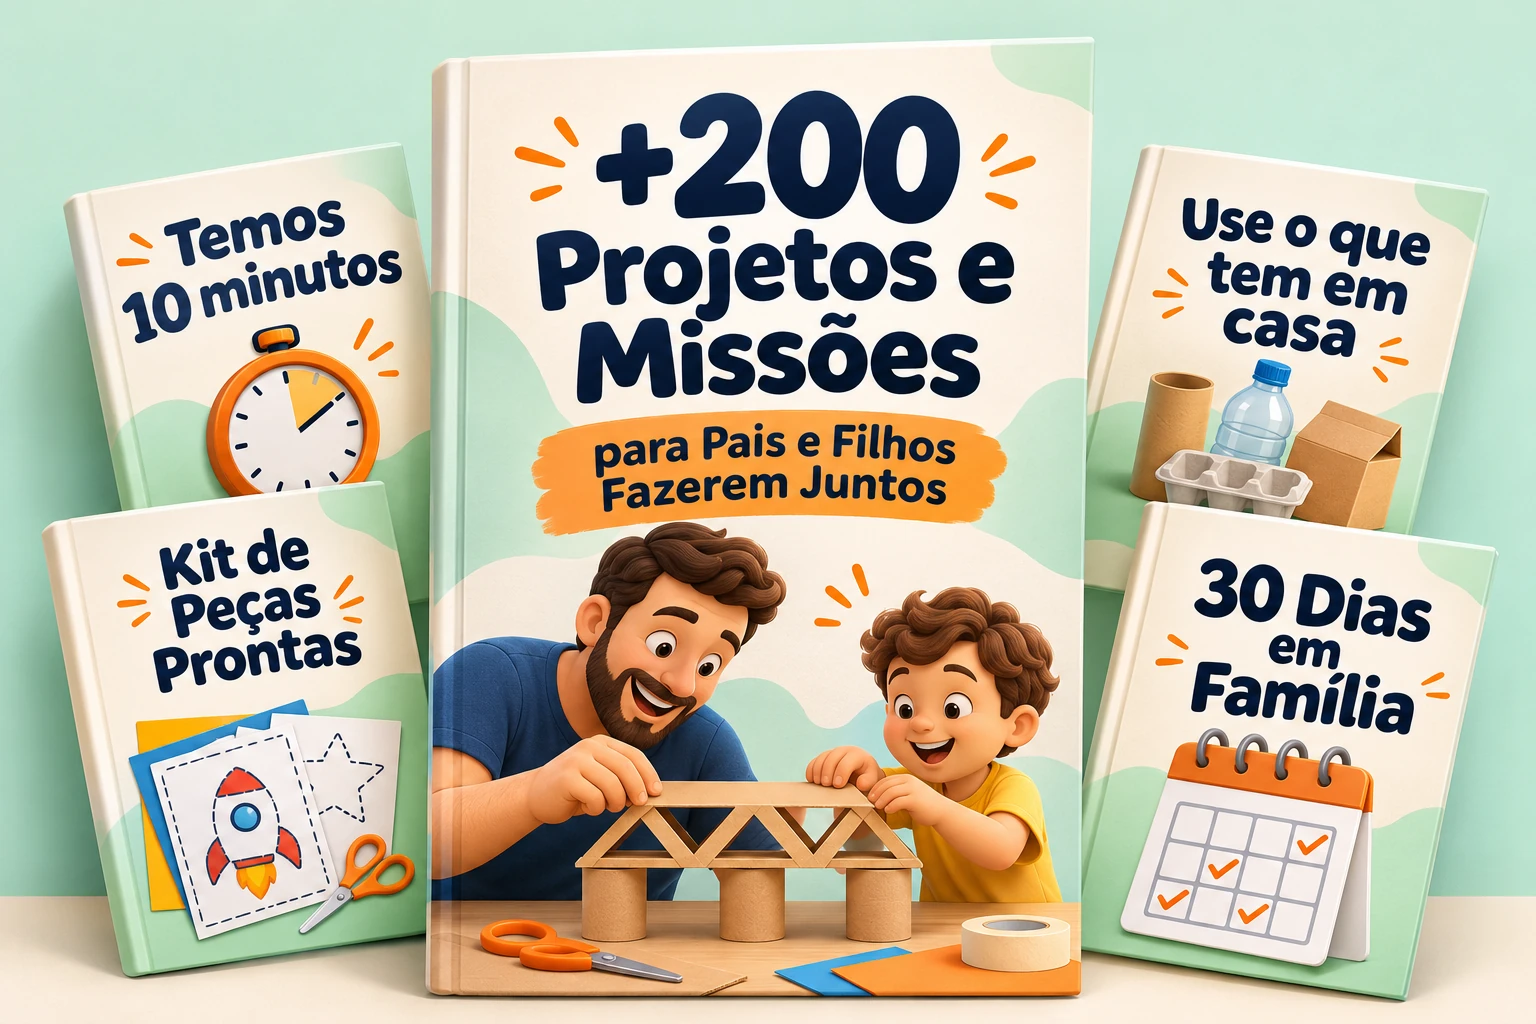 +200
Projetos e
Missões
para Pais e Filhos
Fazerem Juntos
Temos
10 minutos
Kit de
Peças
Prontas
Use o que
tem em
casa
30 Dias
em
Família